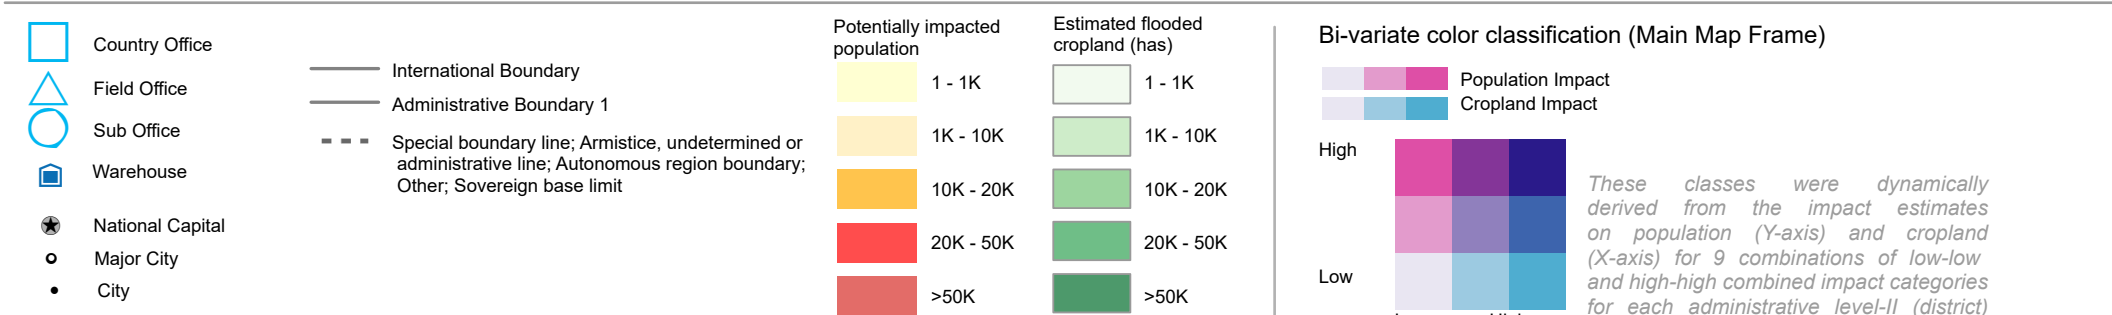 Country Office
Field Office
Sub Office
Warehouse
National Capital
Major City
City
International Boundary
Administrative Boundary 1
Special boundary line; Armistice, undetermined or
administrative line; Autonomous region boundary;
Other; Sovereign base limit
Potentially impacted
population
1 - 1K
1K - 10K
10K - 20K
20K - 50K
>50K
Estimated flooded
cropland (has)
1 - 1K
1K - 10K
10K - 20K
20K - 50K
>50K
Bi-variate color classification (Main Map Frame)
Population Impact
Cropland Impact
High
Low
These classes were dynamically
derived from the impact estimates
on population (Y-axis) and cropland
(X-axis) for 9 combinations of low-low
and high-high combined impact categories
for each administrative level-II (district)